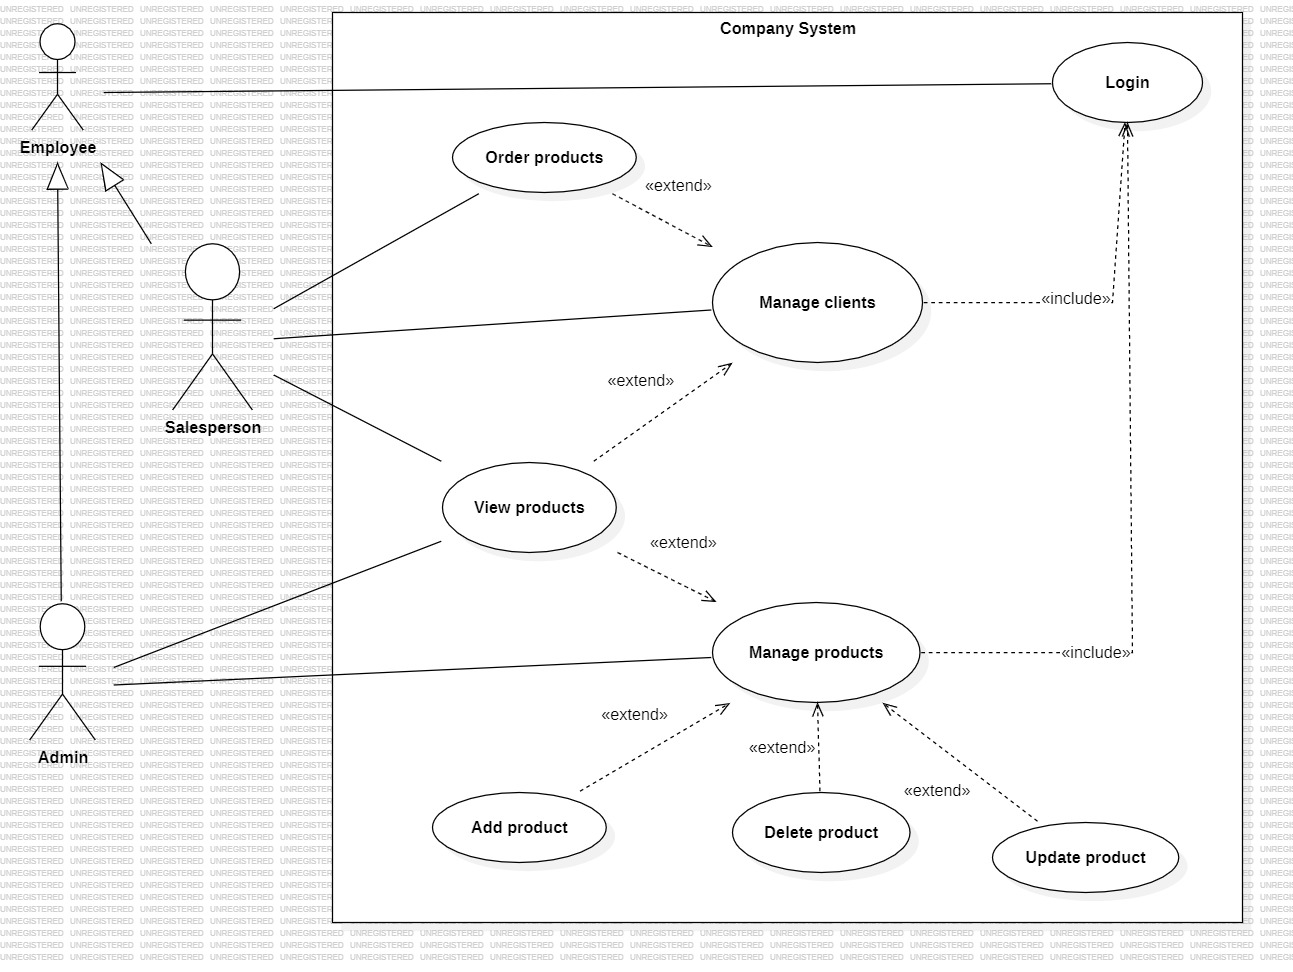 Company System
Login
Employee
Order products
«extend»
Manage clients
«include»
Salesperson
«extend»
View products
«extend»
Manage products
«include»
Admin
«extend»
«extend»
«extend»
Add product
Delete product
Update product
UNREGISTERED